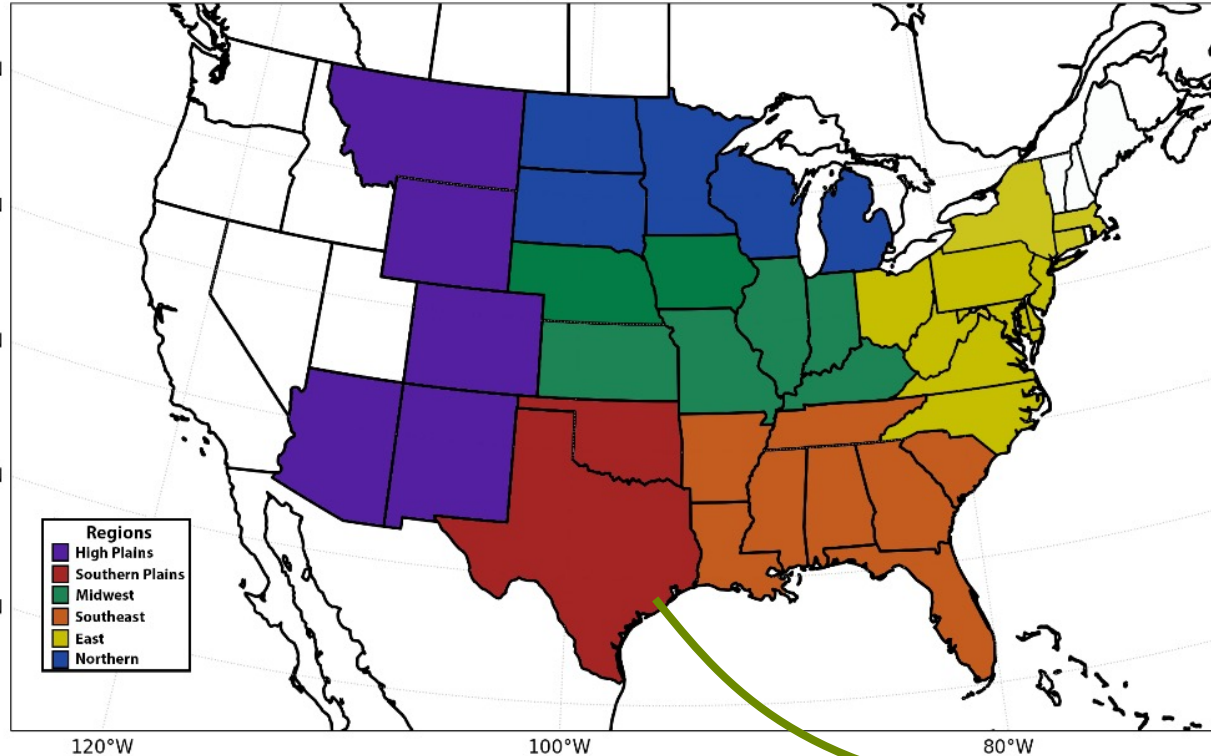 Regions
High Plains
Southern Plains
Midwest
Southeast
East
Northern
120°W
100°W
80°W